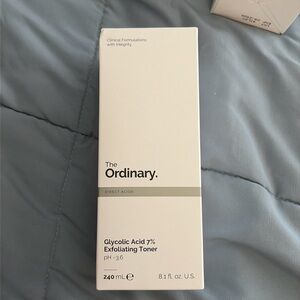 Clinical Formulations
with Integrity.
The
Ordinary.
DIRECT ACIDS
Glycolic Acid 7%
Exfoliating Toner
pH ~3.6
240 mL ℮ 8.1 fl. oz. U.S.